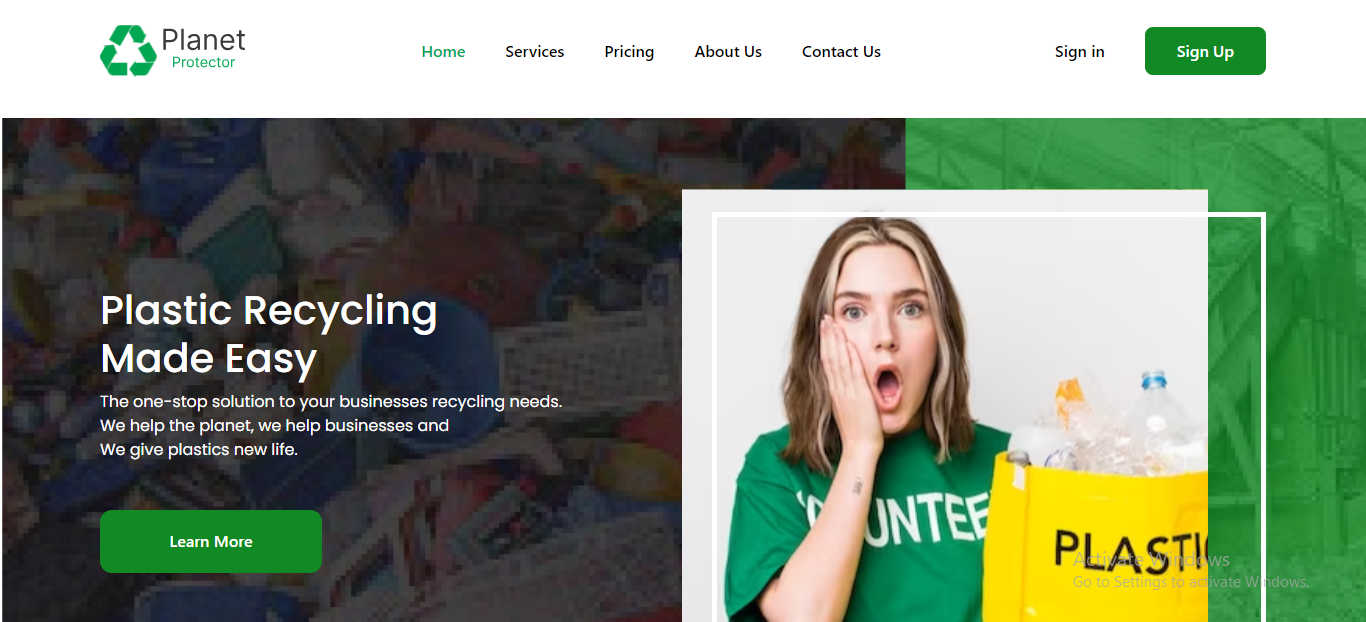 Planet
Protector
Home Services Pricing About Us Contact Us Sign in Sign Up
Plastic Recycling
Made Easy
The one-stop solution to your businesses recycling needs.
We help the planet, we help businesses and
We give plastics new life.
Learn More
VOLUNTEE
PLASTI
Activate Windows
Go to Settings to activate Windows.